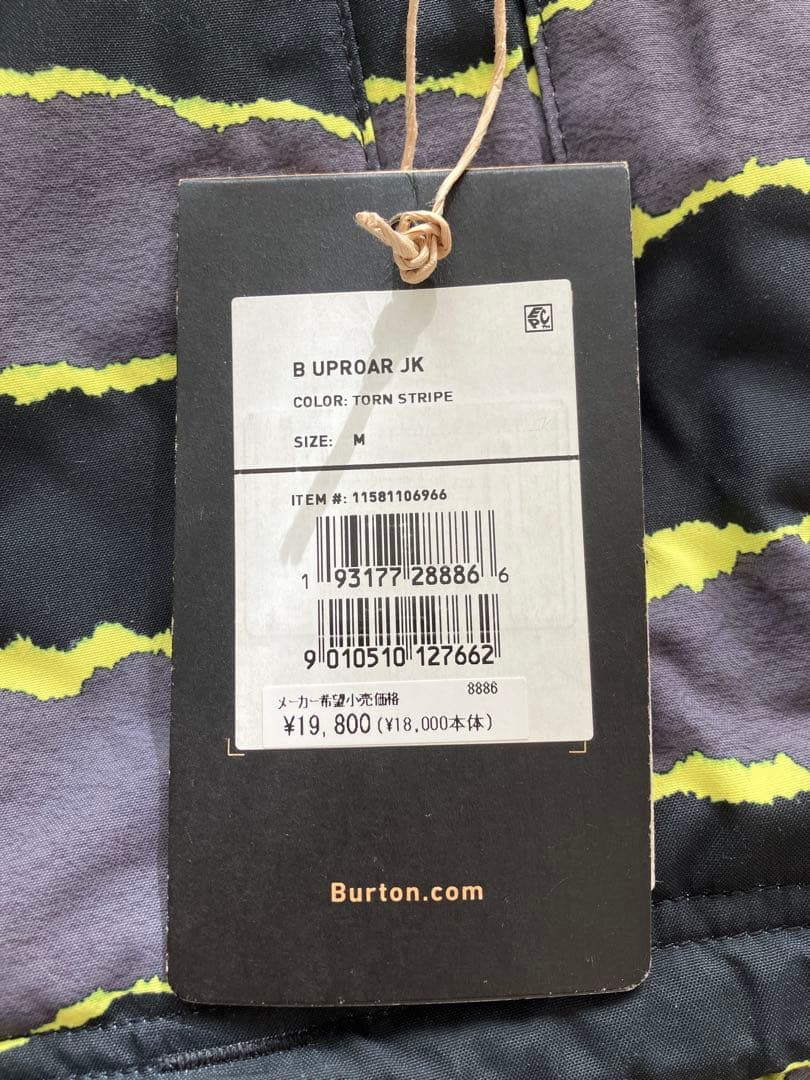 B UPROAR JK
COLOR: TORN STRIPE
SIZE: M
ITEM #: 11581106966
1 93177 28886 6
9 010510 127662
メーカー希望小売価格 8886
¥19,800 (¥18,000本体)
Burton.com